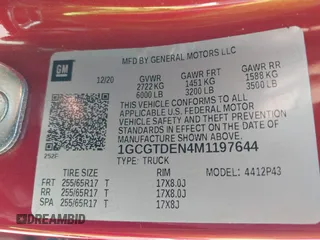 GM
MFD BY GENERAL MOTORS LLC
12/20 GVWR GAWR FRT GAWR RR
2722 KG 1451 KG 1588 KG
6000 LB 3200 LB 3500 LB
THIS VEHICLE CONFORMS TO ALL
APPLICABLE U.S. FEDERAL MOTOR
VEHICLE SAFETY STANDARDS IN
EFFECT ON THE DATE OF
MANUFACTURE SHOWN ABOVE.
1GCGTDEN4M1197644
252F TYPE: TRUCK
TIRE SIZE RIM MODEL: 4412P43
FRT 255/65R17 T 17X8.0J
RR 255/65R17 T 17X8.0J
SPA 255/65R17 T 17X8J
DREAMBID